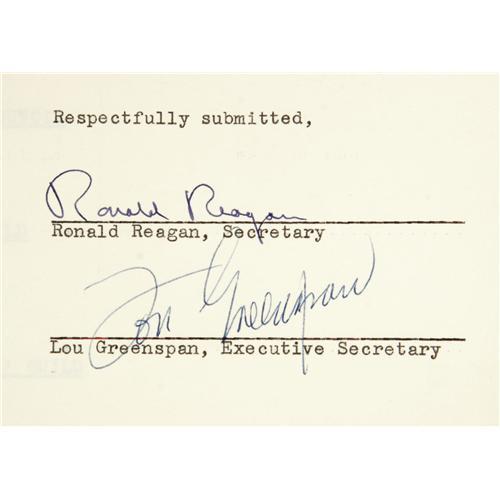 Respectfully submitted,
Ronald Reagan
Ronald Reagan, Secretary
Lou Greenspan
Lou Greenspan, Executive Secretary